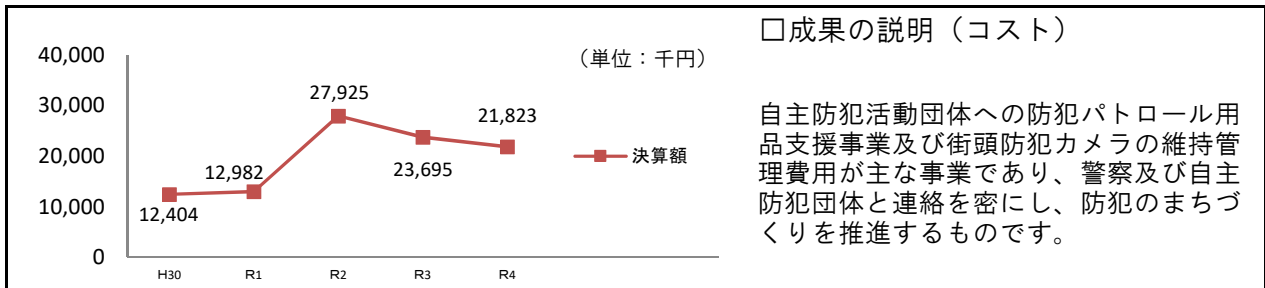 □成果の説明（コスト）
（単位：千円）
40,000
30,000
20,000
10,000
0
12,404
12,982
27,925
23,695
21,823
決算額
H30
R1
R2
R3
R4
自主防犯活動団体への防犯パトロール用
品支援事業及び街頭防犯カメラの維持管
理費用が主な事業であり、警察及び自主
防犯団体と連絡を密にし、防犯のまちづ
くりを推進するものです。